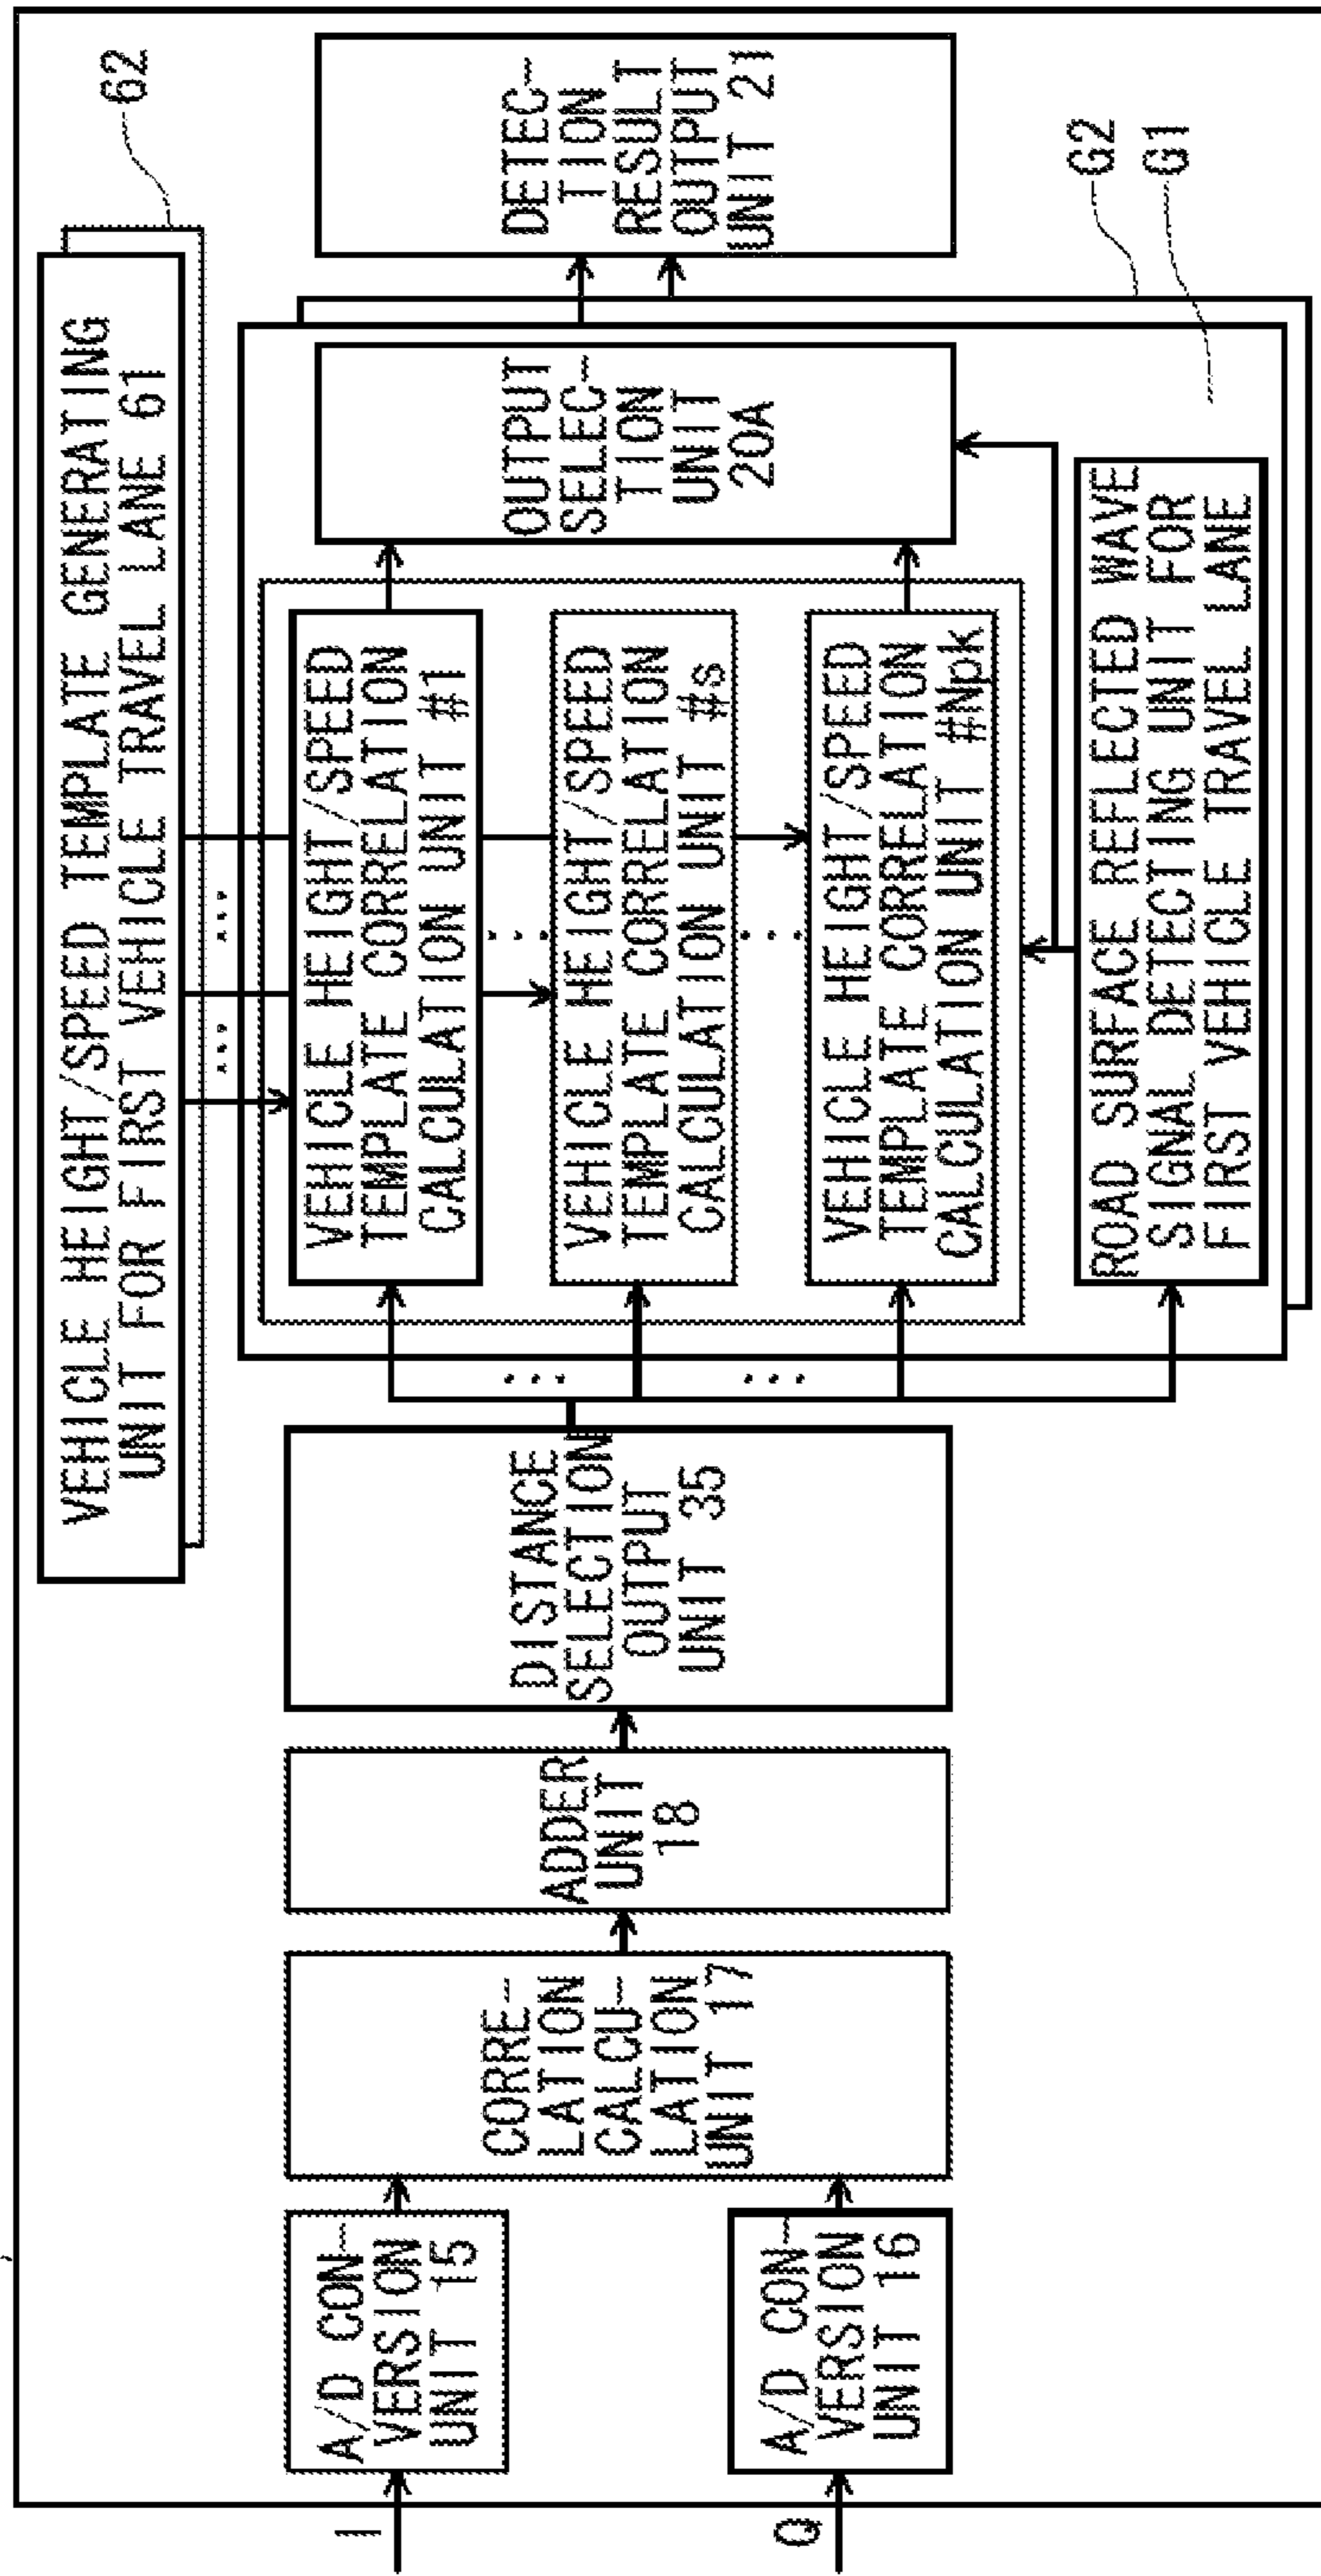 I
Q
A/D CON-
VERSION
UNIT 15
A/D CON-
VERSION
UNIT 16
CORRE-
LATION
CALCU-
LATION
UNIT 17
ADDER
UNIT
18
DISTANCE
SELECTION
OUTPUT
UNIT 35
VEHICLE HEIGHT/SPEED TEMPLATE GENERATING
UNIT FOR FIRST VEHICLE TRAVEL LANE 61
62
...
...
VEHICLE HEIGHT/SPEED
TEMPLATE CORRELATION
CALCULATION UNIT #1
...
...
VEHICLE HEIGHT/SPEED
TEMPLATE CORRELATION
CALCULATION UNIT #s
...
...
VEHICLE HEIGHT/SPEED
TEMPLATE CORRELATION
CALCULATION UNIT #Npk
ROAD SURFACE REFLECTED WAVE
SIGNAL DETECTING UNIT FOR
FIRST VEHICLE TRAVEL LANE
OUTPUT
SELEC-
TION
UNIT
20A
DETEC-
TION
RESULT
OUTPUT
UNIT 21
G2
G1